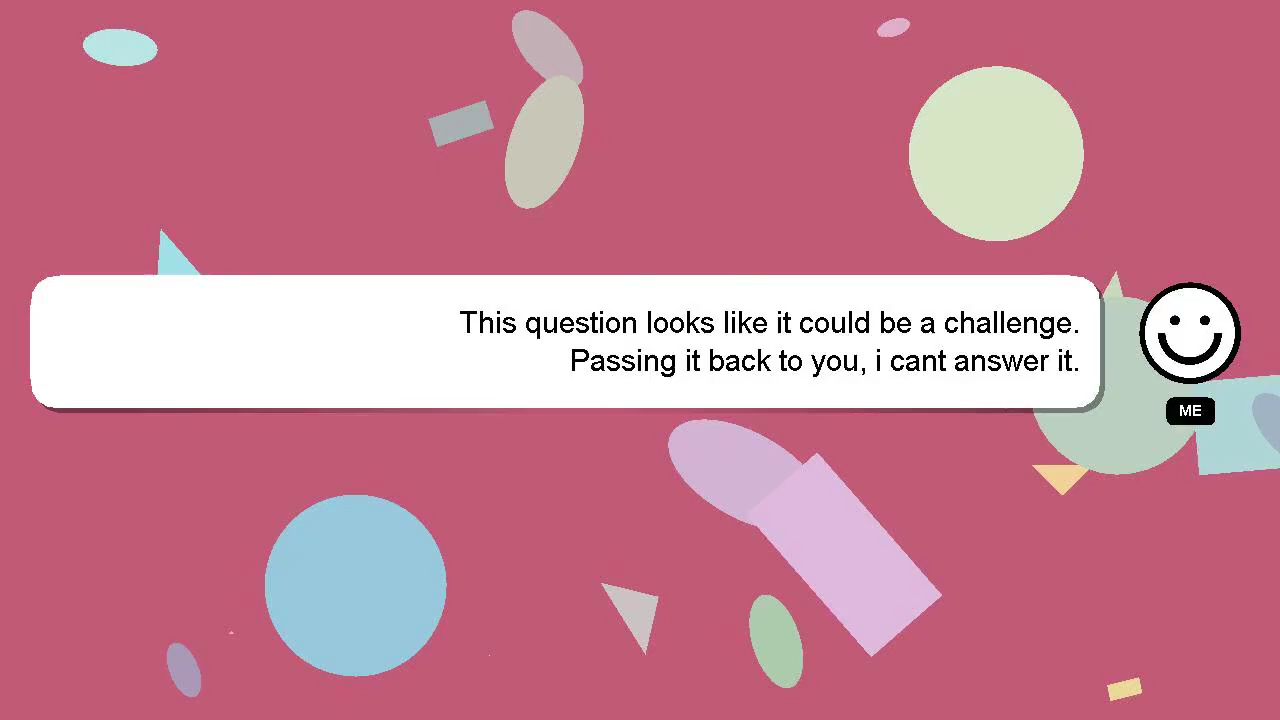 This question looks like it could be a challenge.
Passing it back to you, i cant answer it.
ME